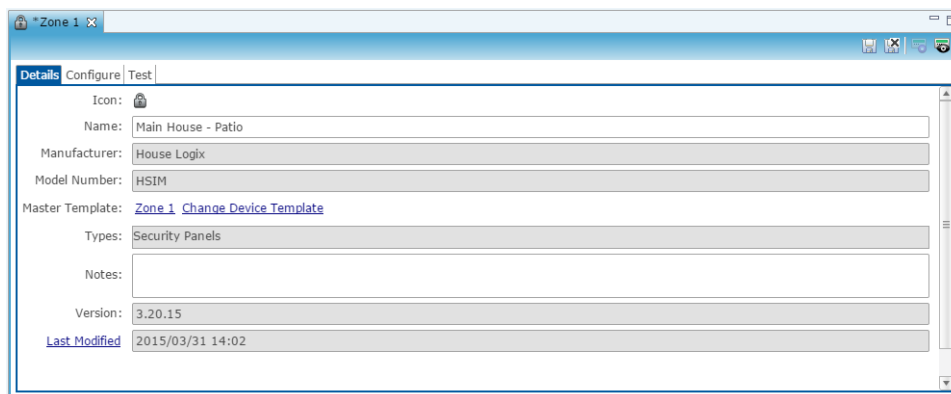 *Zone 1
Details Configure Test
Icon:
Name: Main House - Patio
Manufacturer: House Logix
Model Number: HSIM
Master Template: Zone 1 Change Device Template
Types: Security Panels
Notes:
Version: 3.20.15
Last Modified 2015/03/31 14:02